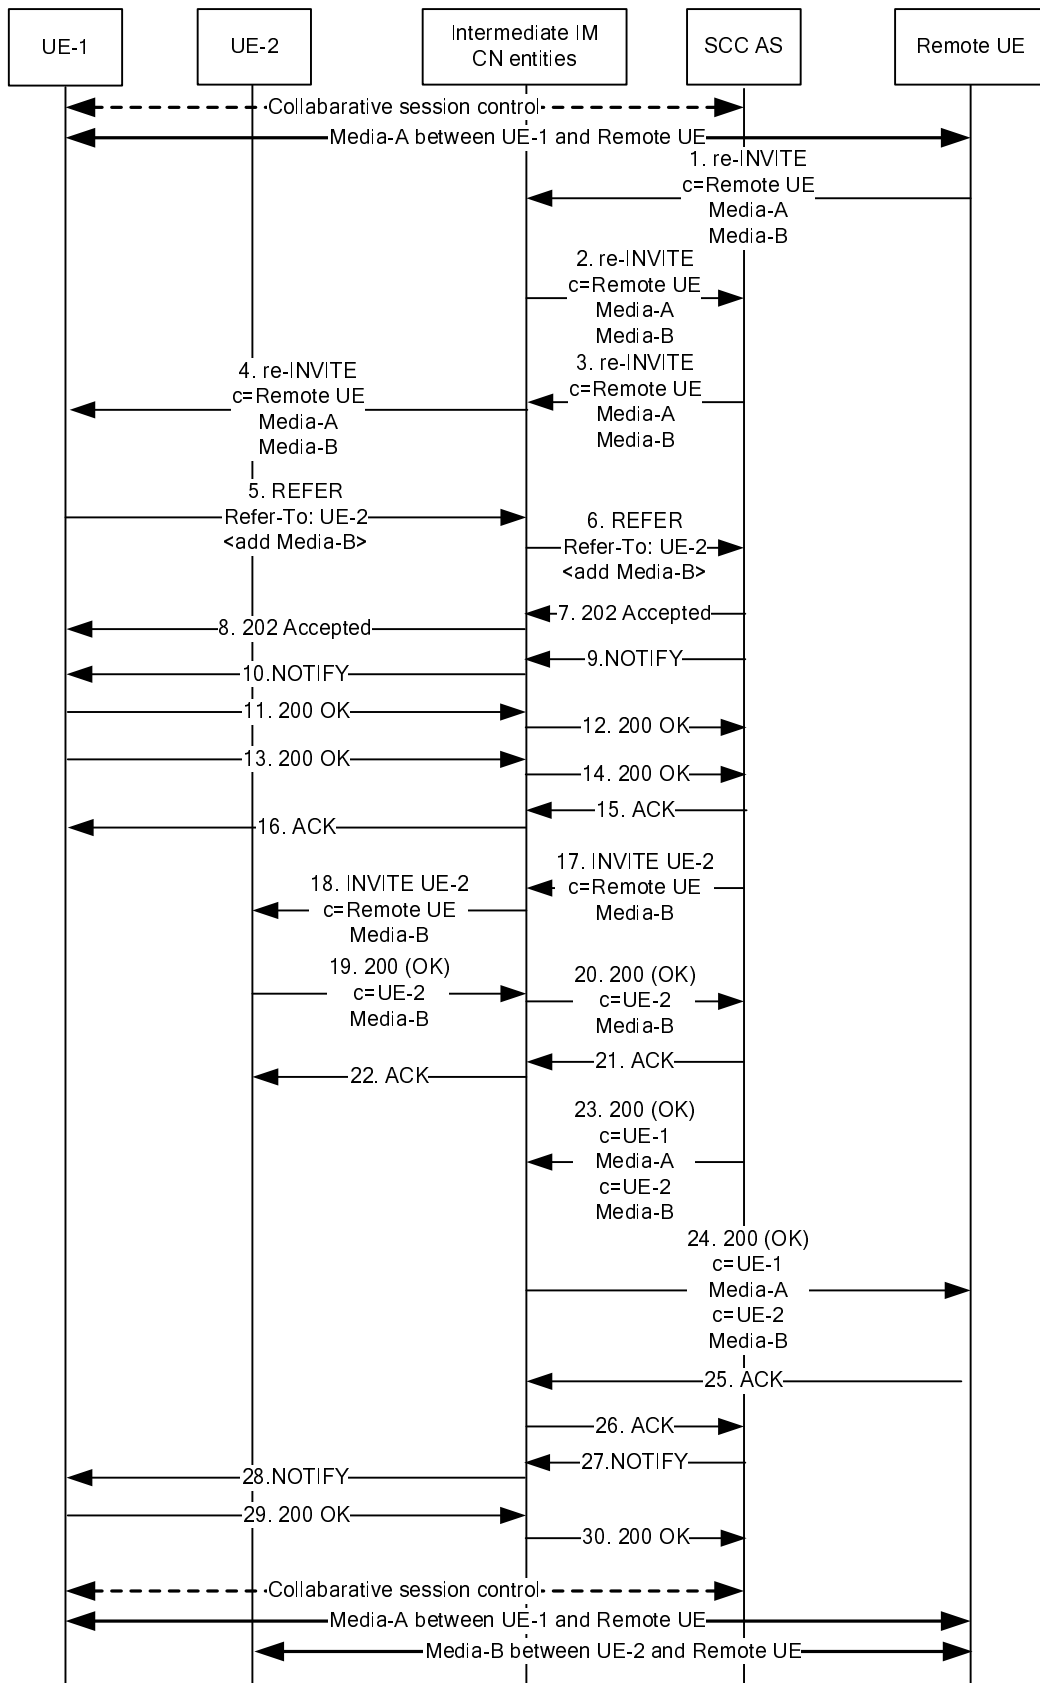 UE-1
UE-2
Intermediate IM
CN entities
SCC AS
Remote UE
Collabarative session control
Media-A between UE-1 and Remote UE
1. re-INVITE
c=Remote UE
Media-A
Media-B
2. re-INVITE
c=Remote UE
Media-A
Media-B
3. re-INVITE
c=Remote UE
Media-A
Media-B
4. re-INVITE
c=Remote UE
Media-A
Media-B
5. REFER
Refer-To: UE-2
<add Media-B>
6. REFER
Refer-To: UE-2
<add Media-B>
7. 202 Accepted
8. 202 Accepted
9.NOTIFY
10.NOTIFY
11. 200 OK
12. 200 OK
13. 200 OK
14. 200 OK
15. ACK
16. ACK
17. INVITE UE-2
c=Remote UE
Media-B
18. INVITE UE-2
c=Remote UE
Media-B
19. 200 (OK)
c=UE-2
Media-B
20. 200 (OK)
c=UE-2
Media-B
21. ACK
22. ACK
23. 200 (OK)
c=UE-1
Media-A
c=UE-2
Media-B
24. 200 (OK)
c=UE-1
Media-A
c=UE-2
Media-B
25. ACK
26. ACK
27.NOTIFY
28.NOTIFY
29. 200 OK
30. 200 OK
Collabarative session control
Media-A between UE-1 and Remote UE
Media-B between UE-2 and Remote UE